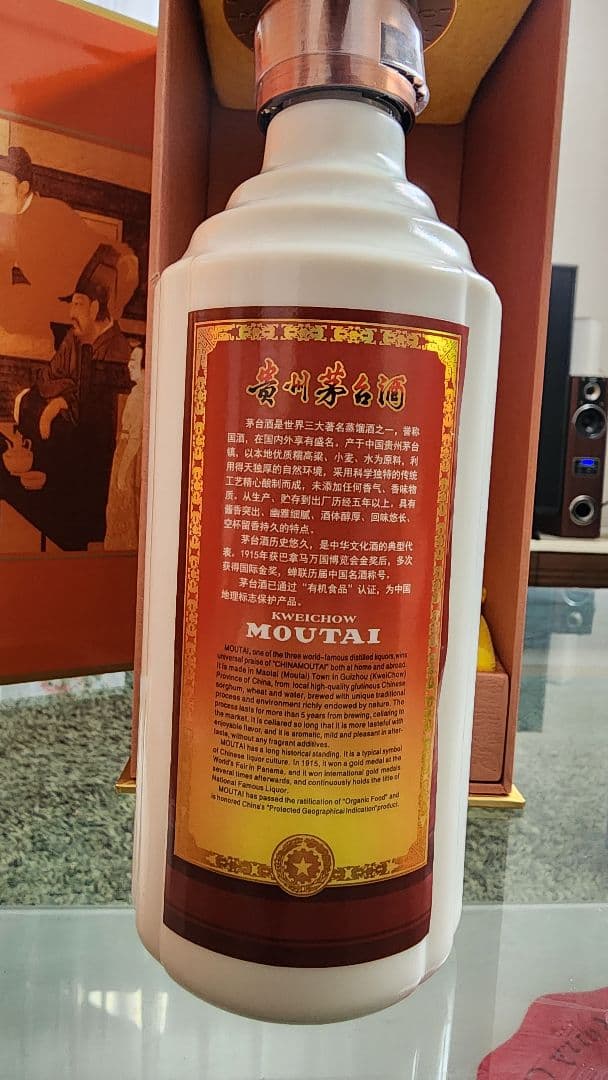 贵州茅台酒
茅台酒是世界三大著名蒸馏酒之一，誉称
国酒，在国内外享有盛名。产于中国贵州茅台
镇，以本地优质糯高粱、小麦、水为原料，利
用得天独厚的自然环境，采用科学独特的传统
工艺精心酿制而成，未添加任何香气、香味物
质。从生产、贮存到出厂历经五年以上，具有
酱香突出、幽雅细腻、酒体醇厚、回味悠长、
空杯留香持久的特点。
茅台酒历史悠久，是中华文化酒的典型代
表。1915年获巴拿马万国博览会金奖后，多次
获得国际金奖，蝉联历届中国名酒称号。
茅台酒已通过“有机食品”认证，为中国
地理标志保护产品。
KWEICHOW
MOUTAI
MOUTAI, one of the three world-famous distilled liquors, wins
universal praise of "CHINAMOUTAI" both at home and abroad.
It is made in Maotai (Moutai) Town in Guizhou (KweiChow)
Province of China, from local high-quality glutinous Chinese
sorghum, wheat and water, brewed with unique traditional
process and environment richly endowed by nature. The
process lasts for more than 5 years from brewing, cellaring to
the market. It is cellared so long that it is more tasteful with
enjoyable flavor, and it is aromatic, mild and pleasant in after-
taste, without any fragrant additives.
MOUTAI has a long historical standing. It is a typical symbol
of Chinese liquor culture. In 1915, it won a gold medal at the
World's Fair in Panama, and it won international gold medals
several times afterwards, and continuously holds the title of
National Famous Liquor.
MOUTAI has passed the ratification of "Organic Food" and
is honored China's "Protected Geographical Indication"product.